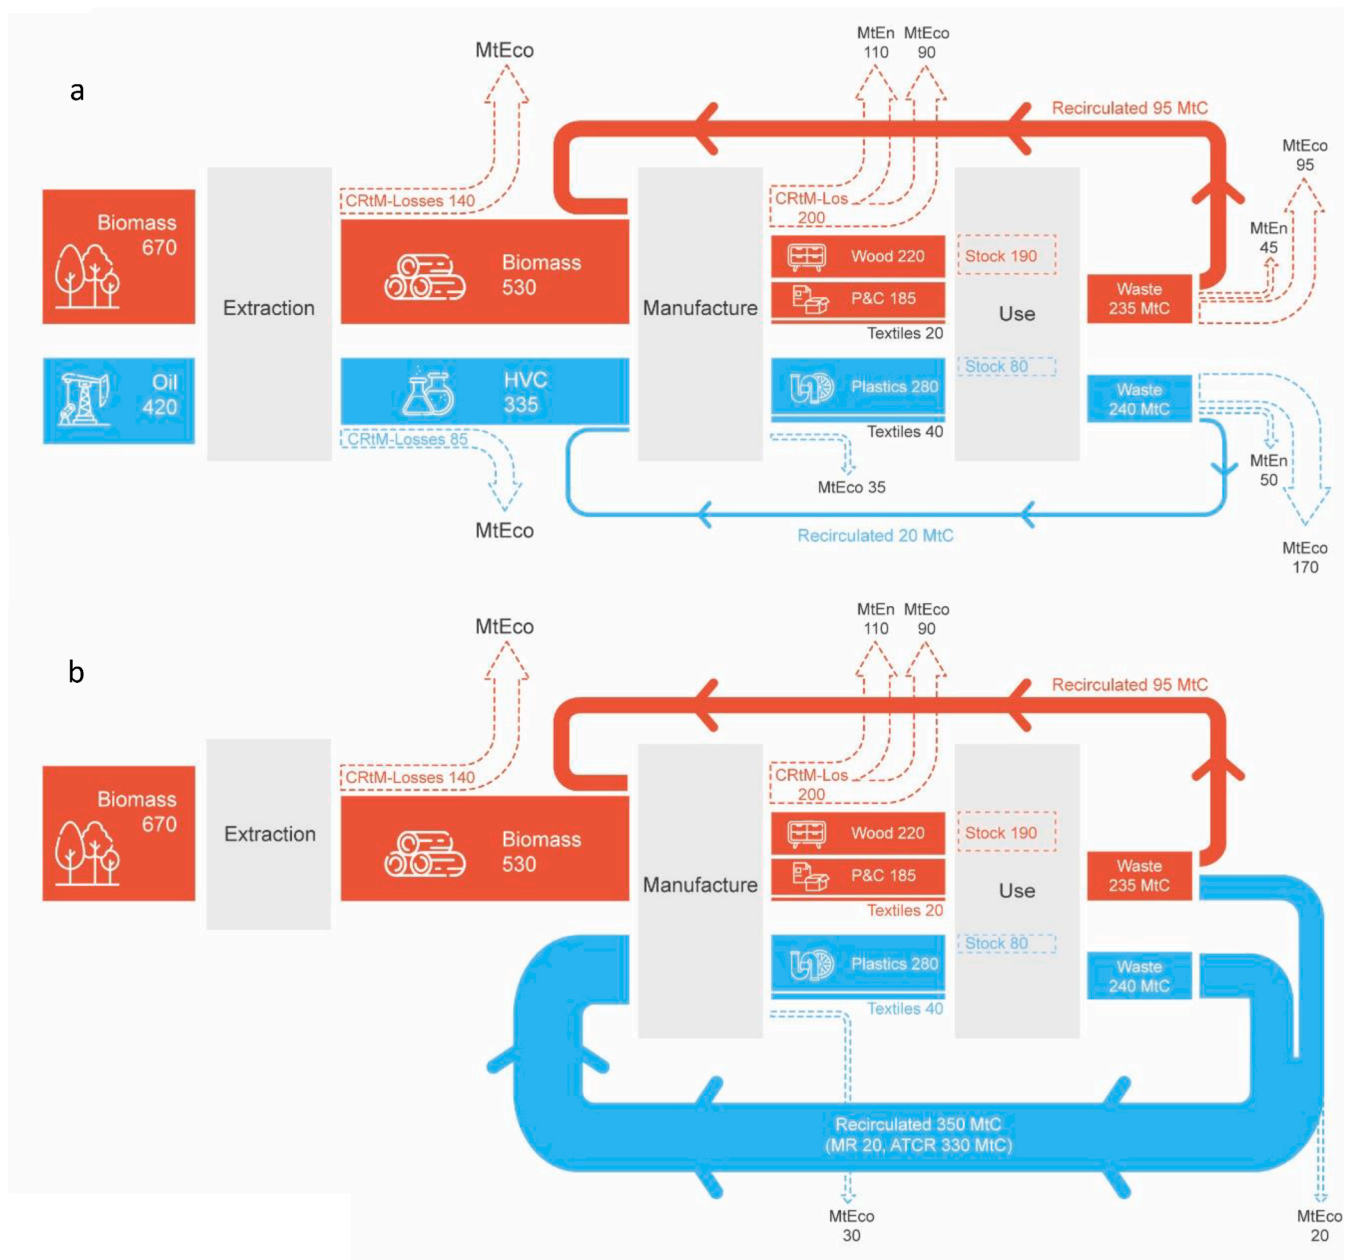 a
MtEco
MtEn
110
MtEco
90
Recirculated 95 MtC
MtEco
95
Biomass
670
Extraction
CRtM-Losses 140
Biomass
530
Manufacture
CRtM-Los
200
Wood 220
P&C 185
Textiles 20
Stock 190
Use
Waste
235 MtC
MtEn
45
Oil
420
HVC
335
CRtM-Losses 85
MtEco
Plastics 280
Textiles 40
MtEco 35
Stock 80
Waste
240 MtC
MtEn
50
Recirculated 20 MtC
MtEco
170
b
MtEco
MtEn
110
MtEco
90
Recirculated 95 MtC
Biomass
670
Extraction
CRtM-Losses 140
Biomass
530
Manufacture
CRtM-Los
200
Wood 220
P&C 185
Textiles 20
Stock 190
Use
Waste
235 MtC
Plastics 280
Textiles 40
Stock 80
Waste
240 MtC
Recirculated 350 MtC
(MR 20, ATCR 330 MtC)
MtEco
30
MtEco
20